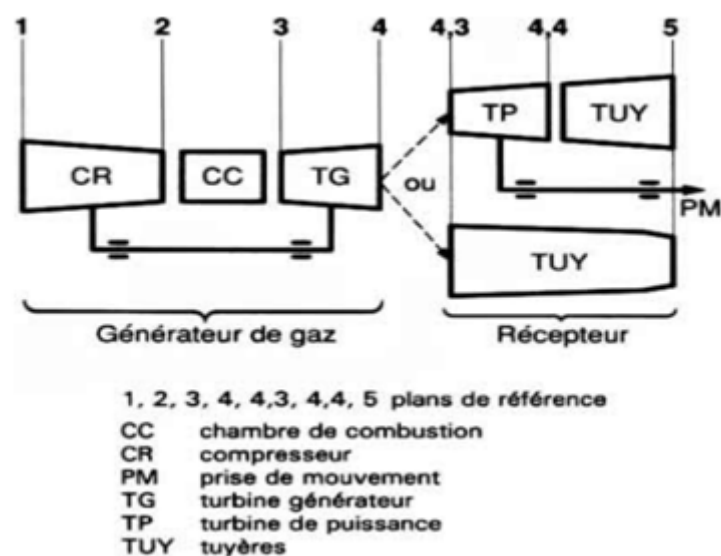 1 2 3 4 4,3 4,4 5
TP TUY
CR CC TG ou
PM
TUY
Générateur de gaz Récepteur
1, 2, 3, 4, 4,3, 4,4, 5 plans de référence
CC chambre de combustion
CR compresseur
PM prise de mouvement
TG turbine générateur
TP turbine de puissance
TUY tuyères